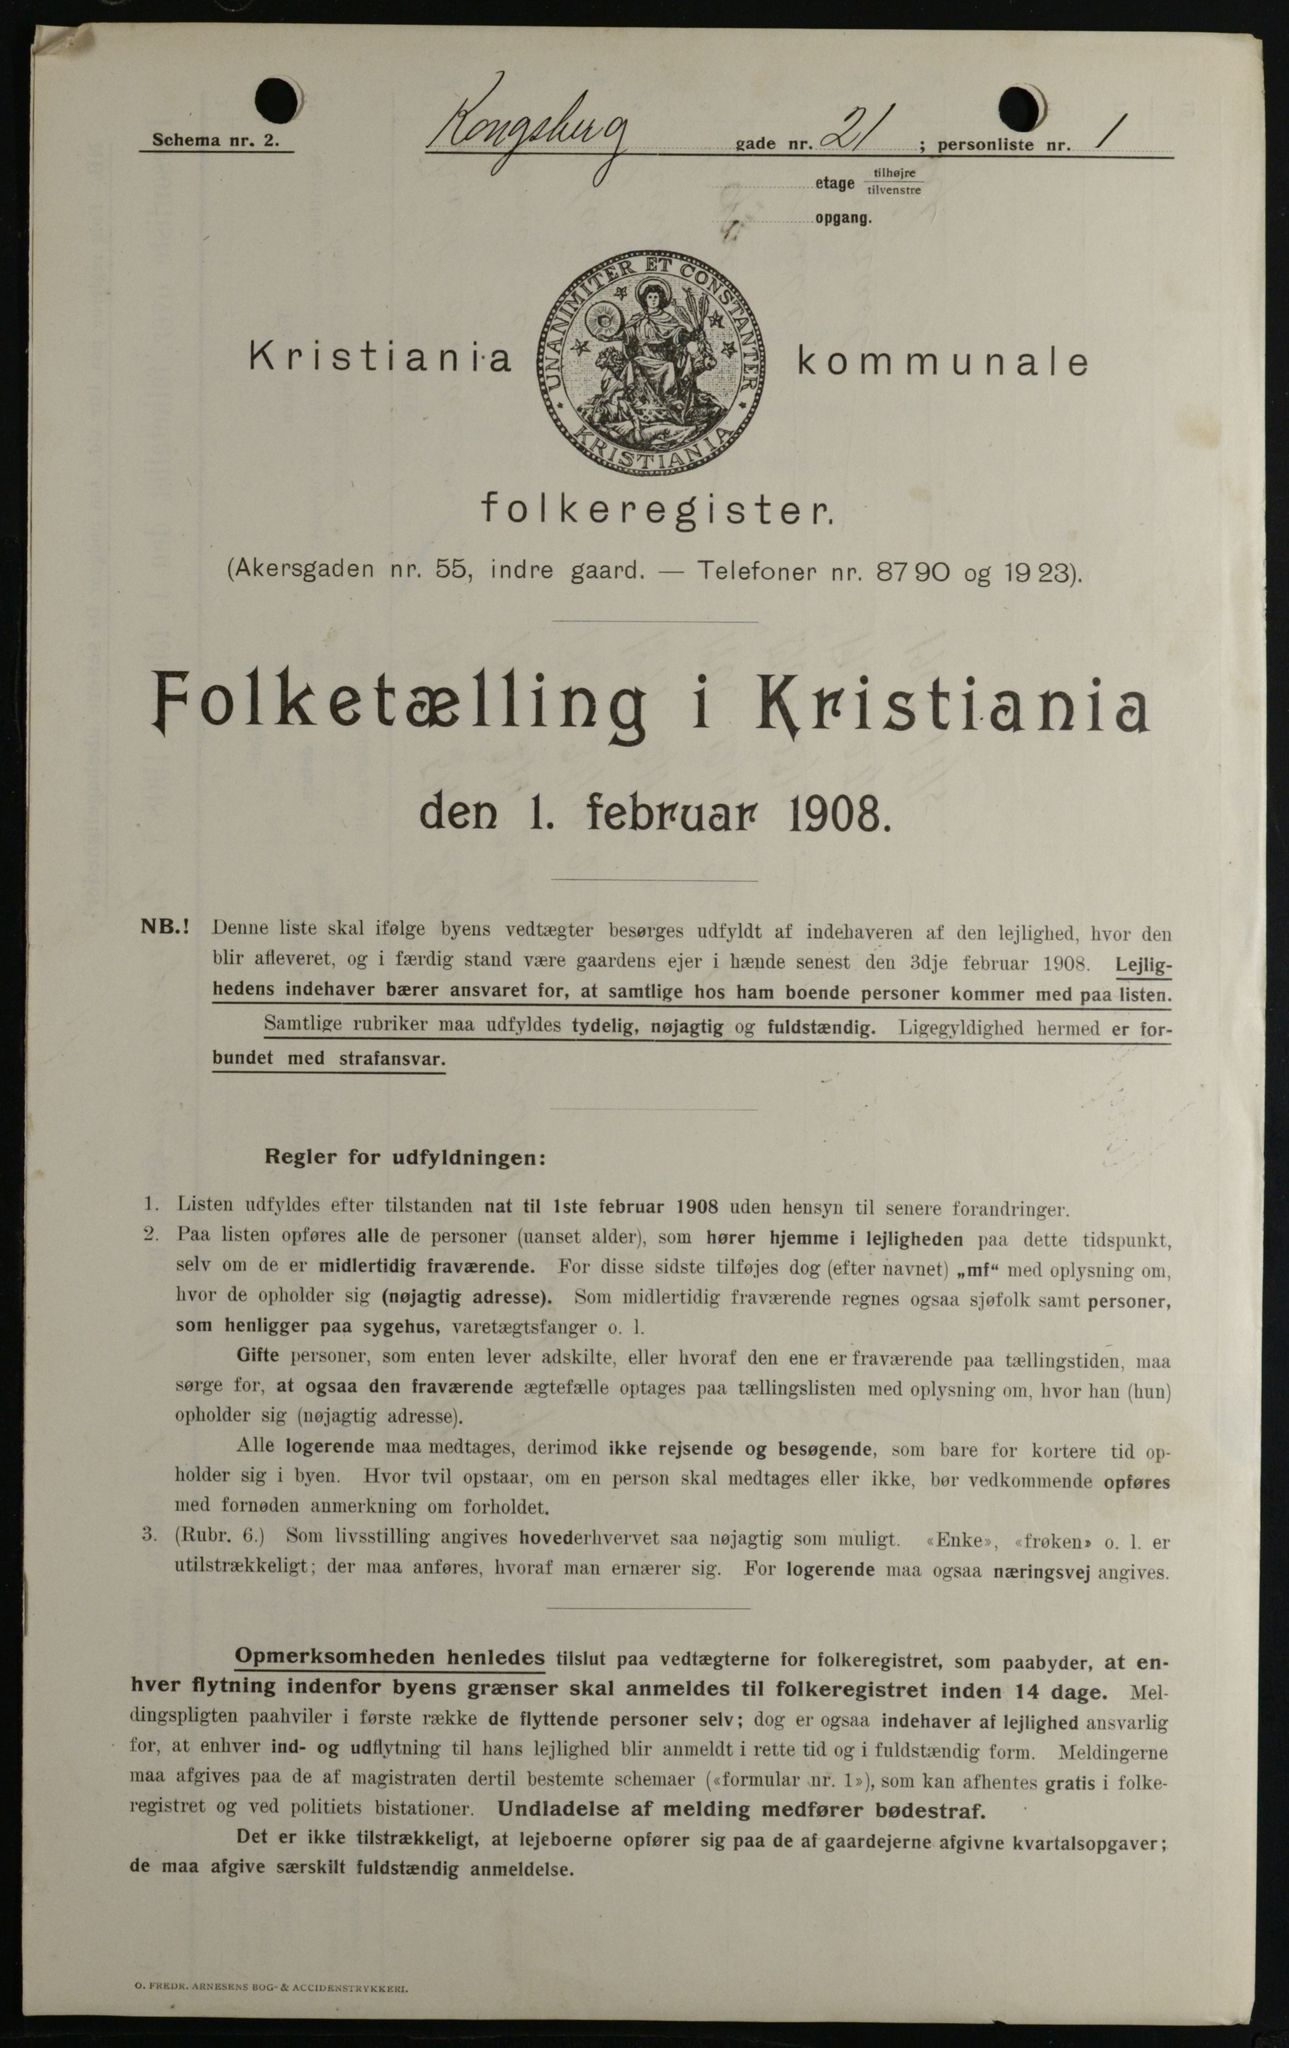 Schema nr. 2.
Kongsberg gade nr. 21 ; personliste nr. 1
etage tilhøjre
tilvenstre
opgang.
UNANIMITER ET CONSTANTER
KRISTIANIA
Kristiania kommunale
folkeregister.
(Akersgaden nr. 55, indre gaard. — Telefoner nr. 8790 og 1923).
Folketælling i Kristiania
den 1. februar 1908.
NB.! Denne liste skal ifølge byens vedtægter besørges udfyldt af indehaveren af den lejlighed, hvor den
blir afleveret, og i færdig stand være gaardens ejer i hænde senest den 3dje februar 1908. Lejlig-
hedens indehaver bærer ansvaret for, at samtlige hos ham boende personer kommer med paa listen.
Samtlige rubriker maa udfyldes tydelig, nøjagtig og fuldstændig. Ligegyldighed hermed er for-
bundet med strafansvar.
Regler for udfyldningen:
1. Listen udfyldes efter tilstanden nat til 1ste februar 1908 uden hensyn til senere forandringer.
2. Paa listen opføres alle de personer (uanset alder), som hører hjemme i lejligheden paa dette tidspunkt,
selv om de er midlertidig fraværende. For disse sidste tilføjes dog (efter navnet) „mf“ med oplysning om,
hvor de opholder sig (nøjagtig adresse). Som midlertidig fraværende regnes ogsaa sjøfolk samt personer,
som henligger paa sygehus, varetægtsfanger o. l.
Gifte personer, som enten lever adskilte, eller hvoraf den ene er fraværende paa tællingstiden, maa
sørge for, at ogsaa den fraværende ægtefælle optages paa tællingslisten med oplysning om, hvor han (hun)
opholder sig (nøjagtig adresse).
Alle logerende maa medtages, derimod ikke rejsende og besøgende, som bare for kortere tid op-
holder sig i byen. Hvor tvil opstaar, om en person skal medtages eller ikke, bør vedkommende opføres
med fornøden anmerkning om forholdet.
3. (Rubr. 6.) Som livsstilling angives hovederhvervet saa nøjagtig som muligt. «Enke», «frøken» o. l. er
utilstrækkeligt; der maa anføres, hvoraf man ernærer sig. For logerende maa ogsaa næringsvej angives.
Opmerksomheden henledes tilslut paa vedtægterne for folkeregistret, som paabyder, at en-
hver flytning indenfor byens grænser skal anmeldes til folkeregistret inden 14 dage. Mel-
dingspligten paahviler i første række de flyttende personer selv; dog er ogsaa indehaver af lejlighed ansvarlig
for, at enhver ind- og udflytning til hans lejlighed blir anmeldt i rette tid og i fuldstændig form. Meldingerne
maa afgives paa de af magistraten dertil bestemte schemaer («formular nr. 1»), som kan afhentes gratis i folke-
registret og ved politiets bistationer. Undladelse af melding medfører bødestraf.
Det er ikke tilstrækkeligt, at lejeboerne opfører sig paa de af gaardejerne afgivne kvartalsopgaver;
de maa afgive særskilt fuldstændig anmeldelse.
O. FREDR. ARNESENS BOG- & ACCIDENSTRYKKERI.